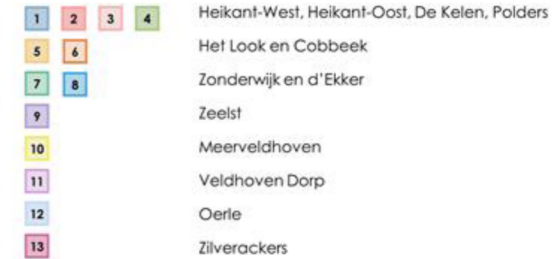 1 2 3 4 Heikant-West, Heikant-Oost, De Kelen, Polders
5 6 Het Look en Cobbeek
7 8 Zonderwijk en d'Ekker
9 Zeelst
10 Meerveldhoven
11 Veldhoven Dorp
12 Oerle
13 Zilverackers